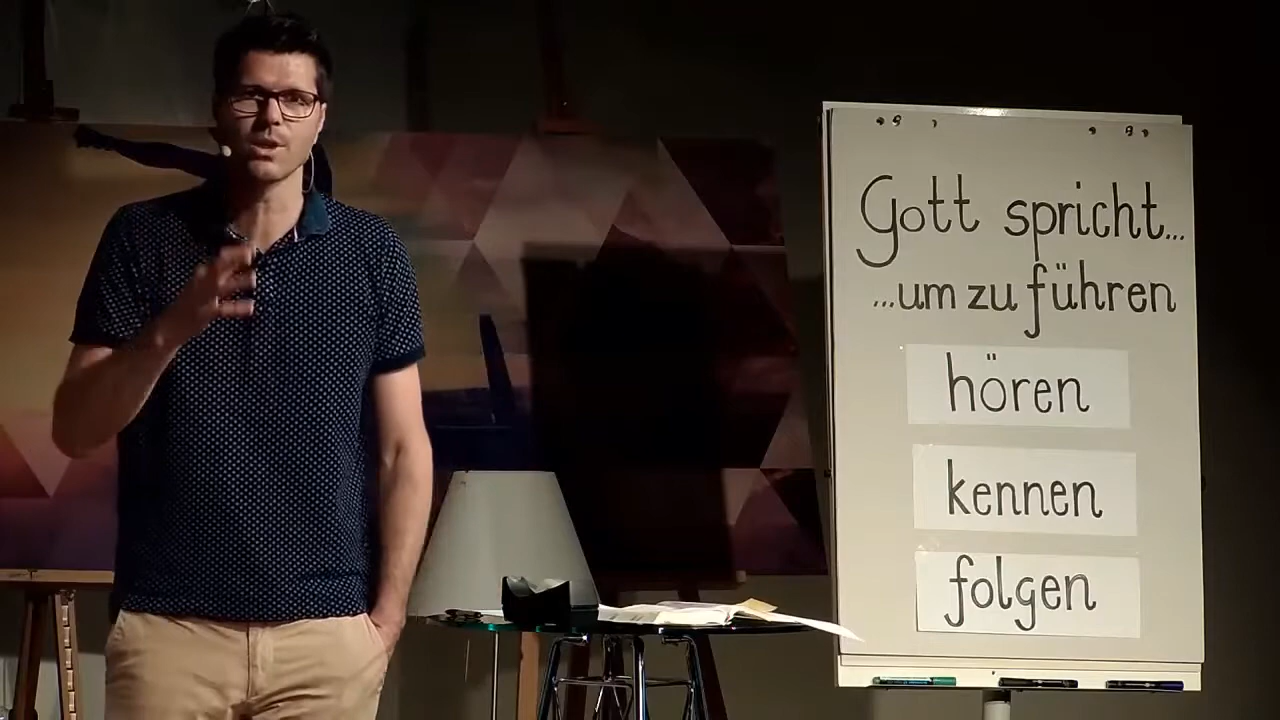 Gott spricht...
...um zu führen
hören
kennen
folgen